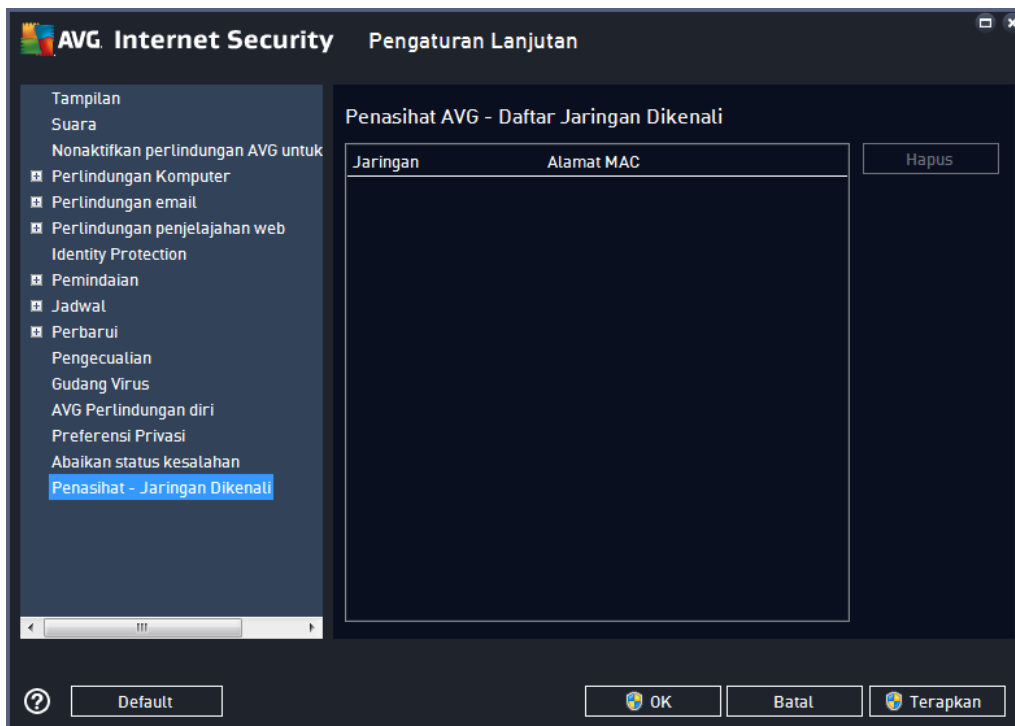 AVG Internet Security Pengaturan Lanjutan
Tampilan
Suara
Nonaktifkan perlindungan AVG untuk
Perlindungan Komputer
Perlindungan email
Perlindungan penjelajahan web
Identity Protection
Pemindaian
Jadwal
Perbarui
Pengecualian
Gudang Virus
AVG Perlindungan diri
Preferensi Privasi
Abaikan status kesalahan
Penasihat - Jaringan Dikenali
Penasihat AVG - Daftar Jaringan Dikenali
Jaringan Alamat MAC
Hapus
? Default OK Batal Terapkan